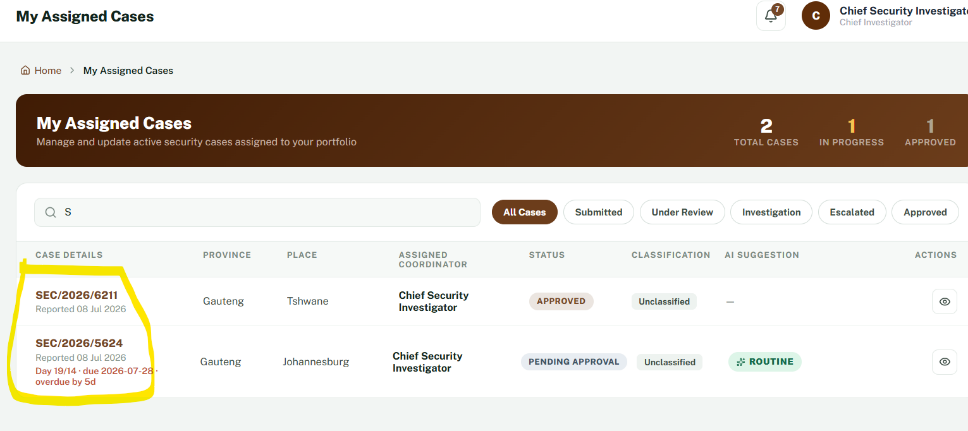 My Assigned Cases
7
C
Chief Security Investigat
Chief Investigator
Home > My Assigned Cases
My Assigned Cases
Manage and update active security cases assigned to your portfolio
2
TOTAL CASES
1
IN PROGRESS
1
APPROVED
S
All Cases
Submitted
Under Review
Investigation
Escalated
Approved
CASE DETAILS
PROVINCE
PLACE
ASSIGNED
COORDINATOR
STATUS
CLASSIFICATION
AI SUGGESTION
ACTIONS
SEC/2026/6211
Reported 08 Jul 2026
Gauteng
Tshwane
Chief Security
Investigator
APPROVED
Unclassified
—
SEC/2026/5624
Reported 08 Jul 2026
Day 19/14 · due 2026-07-28 ·
overdue by 5d
Gauteng
Johannesburg
Chief Security
Investigator
PENDING APPROVAL
Unclassified
ROUTINE